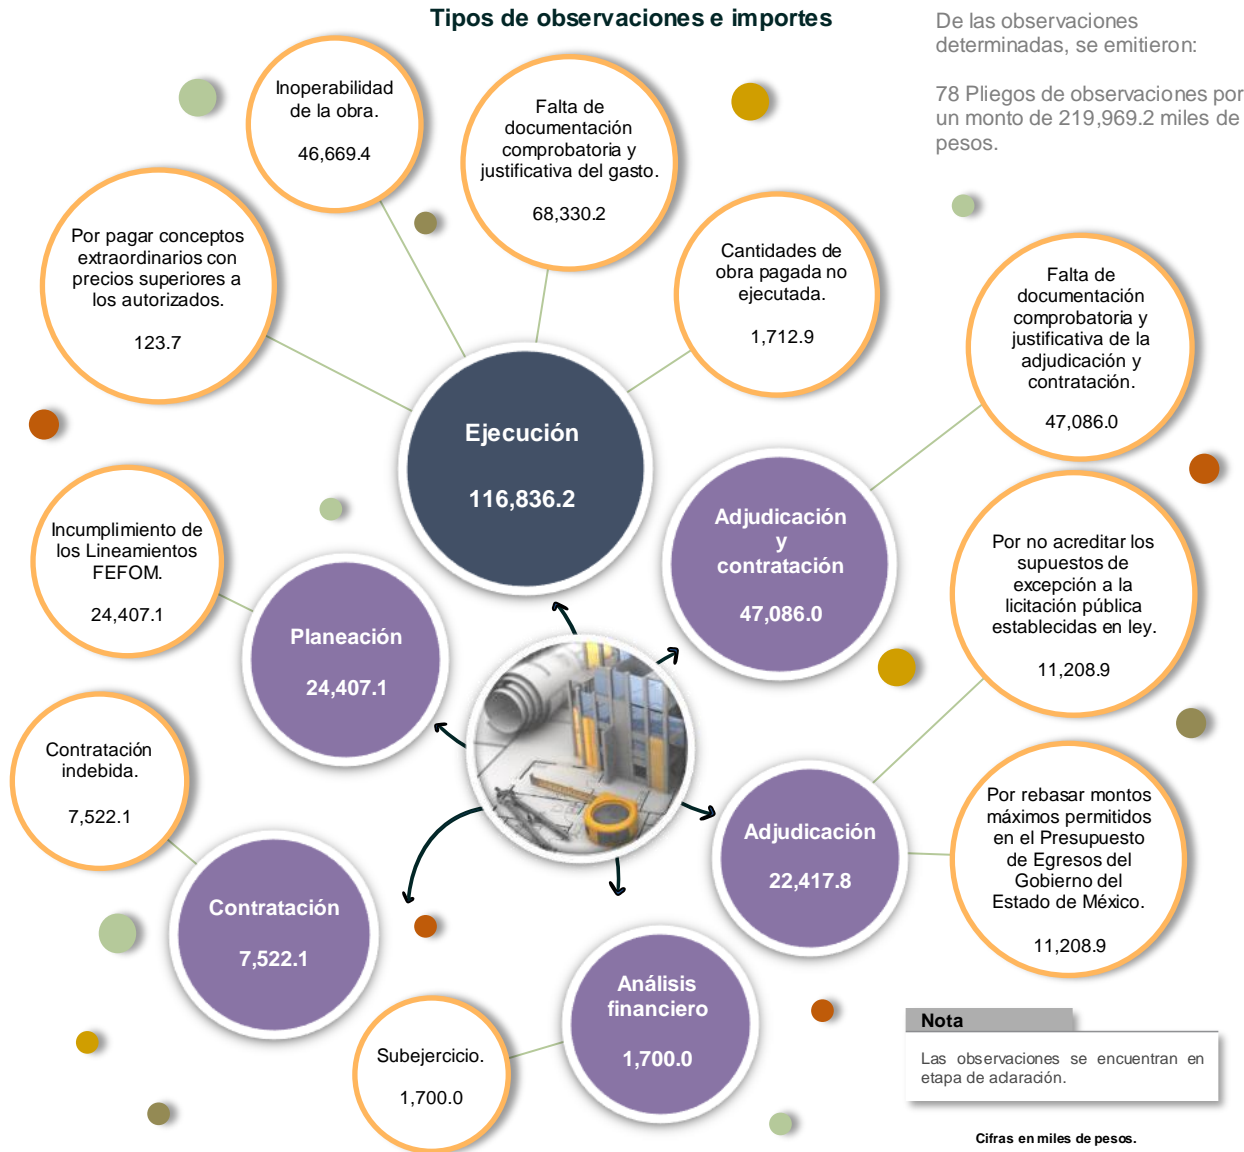 Tipos de observaciones e importes
De las observaciones
determinadas, se emitieron:
78 Pliegos de observaciones por
un monto de 219,969.2 miles de
pesos.
Inoperabilidad
de la obra.
46,669.4
Falta de
documentación
comprobatoria y
justificativa del gasto.
68,330.2
Por pagar conceptos
extraordinarios con
precios superiores a
los autorizados.
123.7
Cantidades de
obra pagada no
ejecutada.
1,712.9
Falta de
documentación
comprobatoria y
justificativa de la
adjudicación y
contratación.
47,086.0
Ejecución
116,836.2
Adjudicación
y
contratación
47,086.0
Incumplimiento de
los Lineamientos
FEFOM.
24,407.1
Planeación
24,407.1
Por no acreditar los
supuestos de
excepción a la
licitación pública
establecidas en ley.
11,208.9
Contratación
indebida.
7,522.1
Adjudicación
22,417.8
Por rebasar montos
máximos permitidos
en el Presupuesto
de Egresos del
Gobierno del
Estado de México.
11,208.9
Contratación
7,522.1
Análisis
financiero
1,700.0
Subejercicio.
1,700.0
Nota
Las observaciones se encuentran en
etapa de aclaración.
Cifras en miles de pesos.